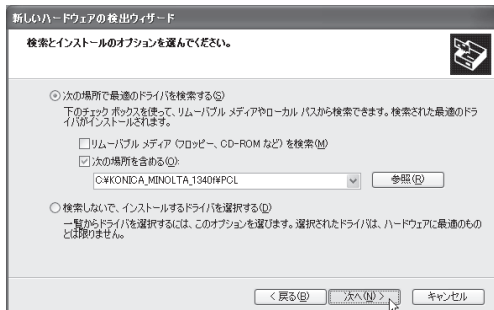 新しいハードウェアの検出ウィザード
検索とインストールのオプションを選んでください。
次の場所で最適のドライバを検索する(S)
下のチェック ボックスを使って、リムーバブル メディアやローカル パスから検索できます。検索された最適のドラ
イバがインストールされます。
リムーバブル メディア (フロッピー、CD-ROM など) を検索(M)
次の場所を含める(O):
C:¥KONICA_MINOLTA_1340f¥PCL
参照(R)
検索しないで、インストールするドライバを選択する(D)
一覧からドライバを選択するには、このオプションを選びます。選択されたドライバは、ハードウェアに最適のもの
とは限りません。
< 戻る(B)
次へ(N) >
キャンセル